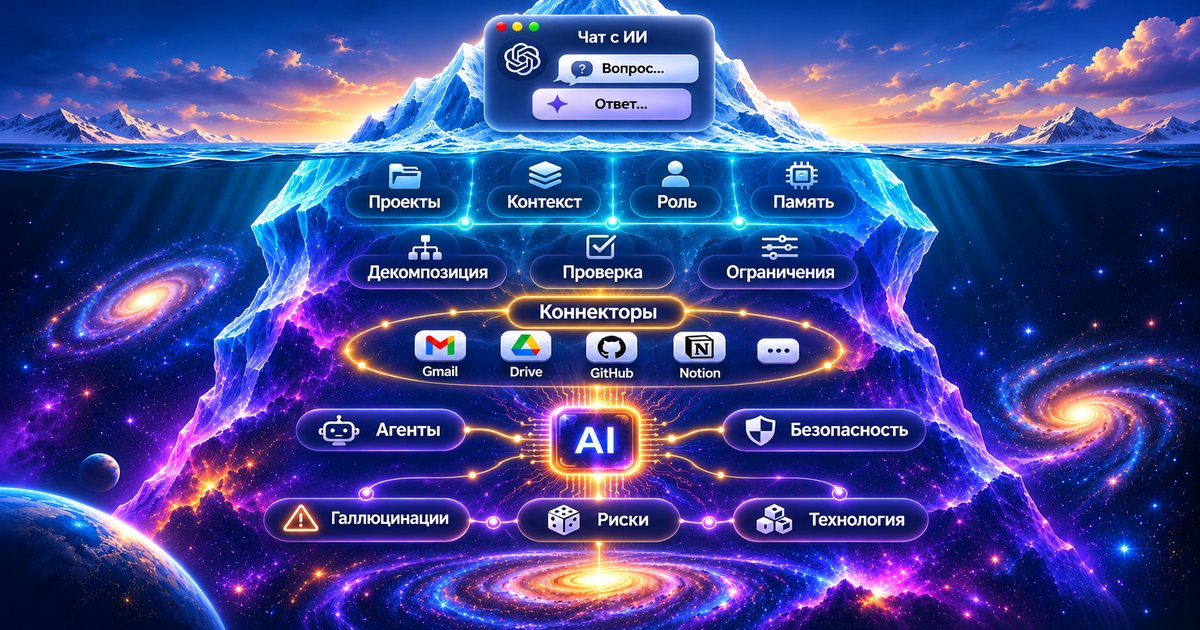 Чат с ИИ
Вопрос...
Ответ...
Проекты
Контекст
Роль
Память
Декомпозиция
Проверка
Ограничения
Коннекторы
Gmail
Drive
GitHub
Notion
Агенты
AI
Безопасность
Галлюцинации
Риски
Технология